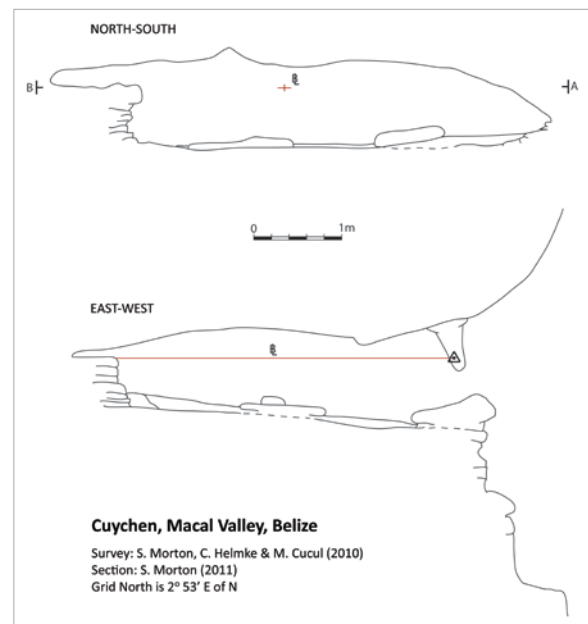 NORTH-SOUTH
B
A
0 1m
EAST-WEST
Cuychen, Macal Valley, Belize
Survey: S. Morton, C. Helmke & M. Cucul (2010)
Section: S. Morton (2011)
Grid North is 2º 53' E of N